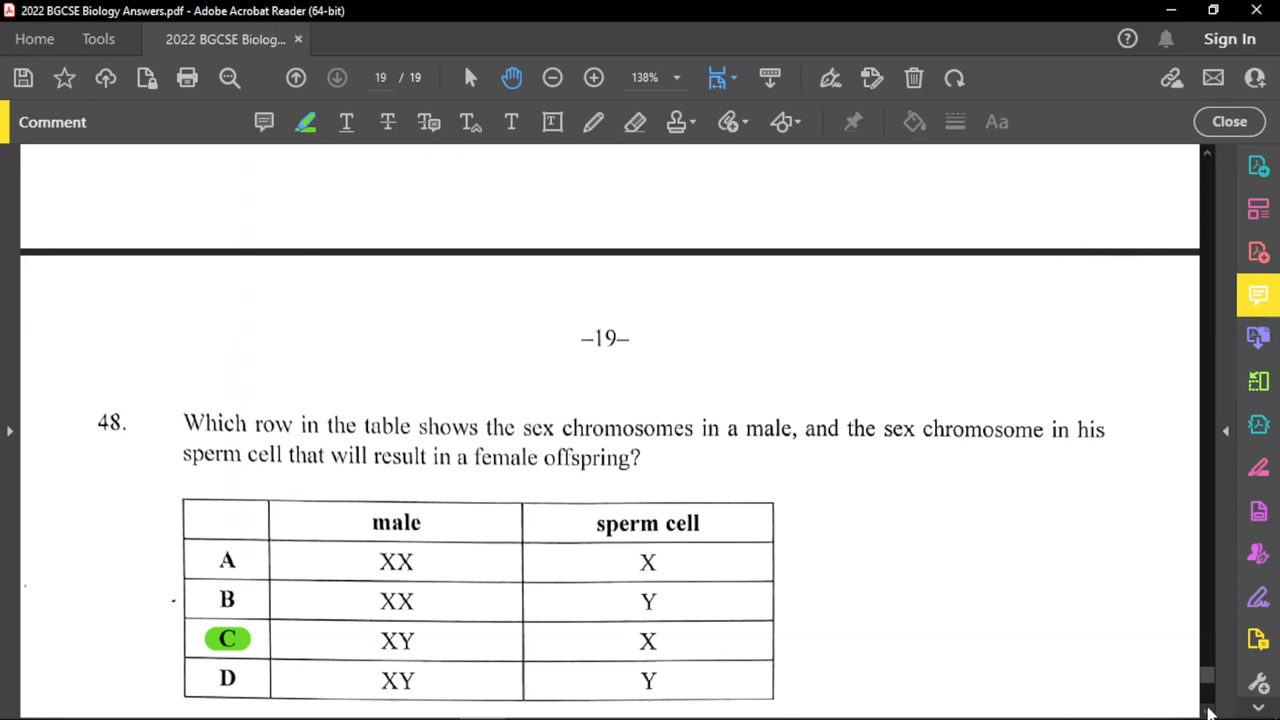 2022 BGCSE Biology Answers.pdf - Adobe Acrobat Reader (64-bit)
Home Tools 2022 BGCSE Biolog... × Sign In
19 / 19 138%
Comment Close
–19–
48. Which row in the table shows the sex chromosomes in a male, and the sex chromosome in his
sperm cell that will result in a female offspring?
male sperm cell
A XX X
B XX Y
C XY X
D XY Y